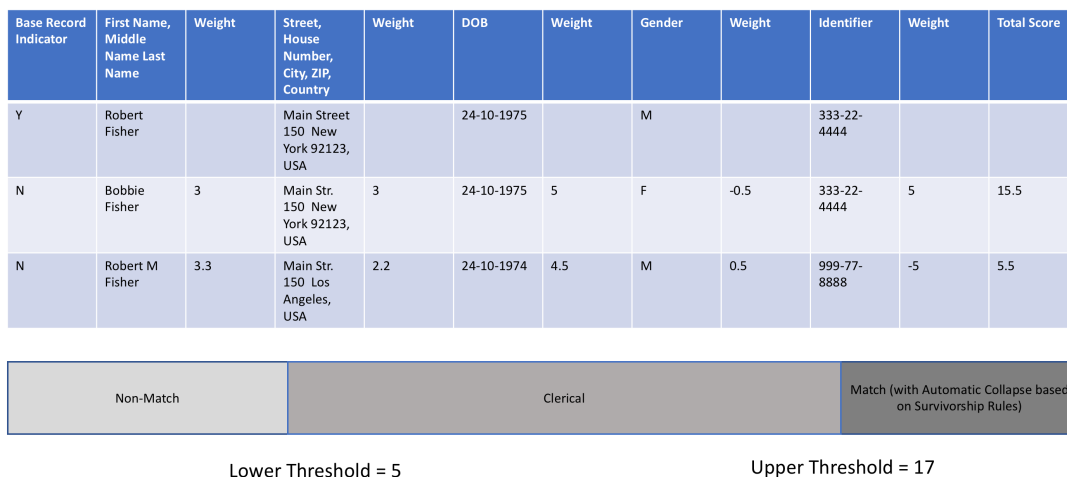 Base Record Indicator | First Name, Middle Name Last Name | Weight | Street, House Number, City, ZIP, Country | Weight | DOB | Weight | Gender | Weight | Identifier | Weight | Total Score
Y | Robert Fisher | | Main Street 150 New York 92123, USA | | 24-10-1975 | | M | | 333-22-4444 | | 
N | Bobbie Fisher | 3 | Main Str. 150 New York 92123, USA | 3 | 24-10-1975 | 5 | F | -0.5 | 333-22-4444 | 5 | 15.5
N | Robert M Fisher | 3.3 | Main Str. 150 Los Angeles, USA | 2.2 | 24-10-1974 | 4.5 | M | 0.5 | 999-77-8888 | -5 | 5.5
Non-Match
Clerical
Match (with Automatic Collapse based
on Survivorship Rules)
Lower Threshold = 5
Upper Threshold = 17